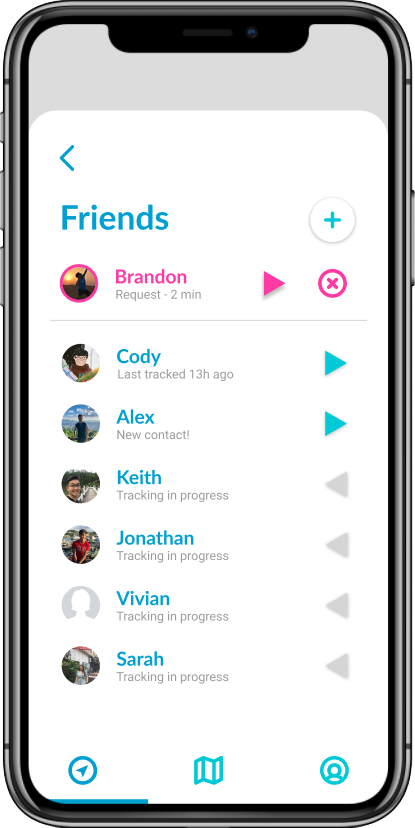 Friends
Brandon
Request - 2 min
Cody
Last tracked 13h ago
Alex
New contact!
Keith
Tracking in progress
Jonathan
Tracking in progress
Vivian
Tracking in progress
Sarah
Tracking in progress